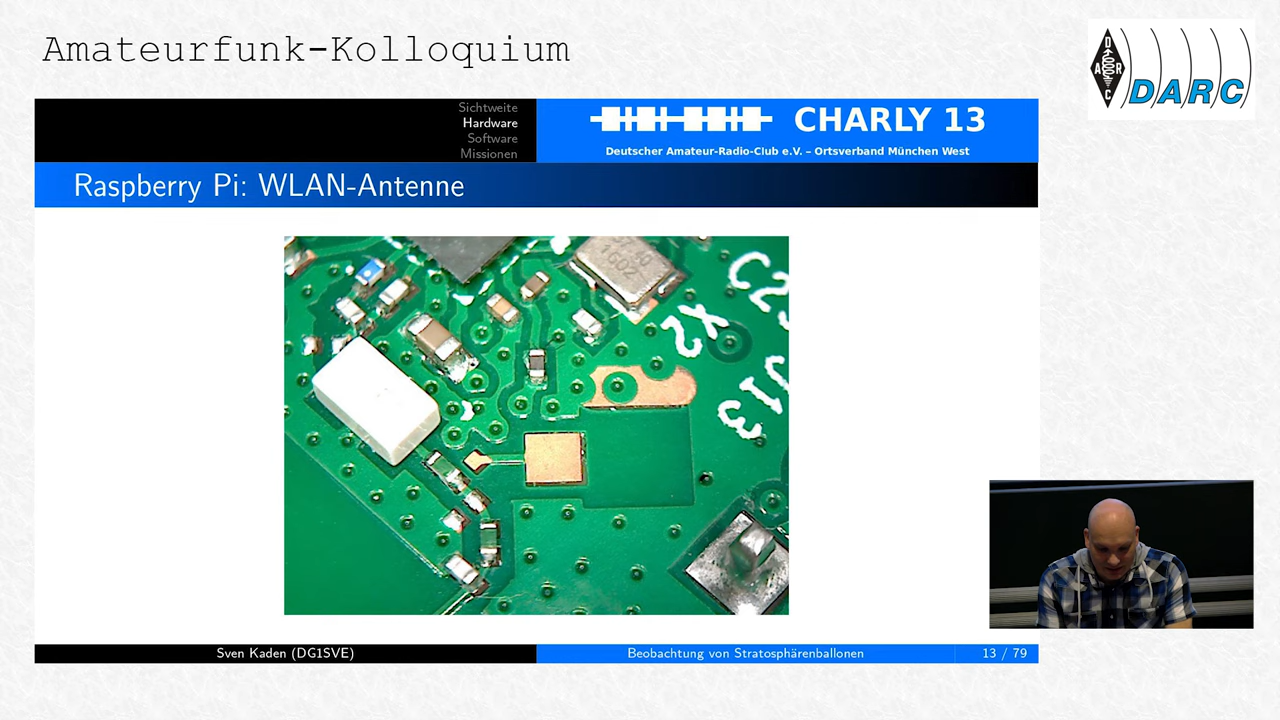 Amateurfunk-Kolloquium
DARC
DARC
Sichtweite
Hardware
Software
Missionen
CHARLY 13
Deutscher Amateur-Radio-Club e.V. – Ortsverband München West
Raspberry Pi: WLAN-Antenne
X2
J13
Sven Kaden (DG1SVE)
Beobachtung von Stratosphärenballonen
13 / 79